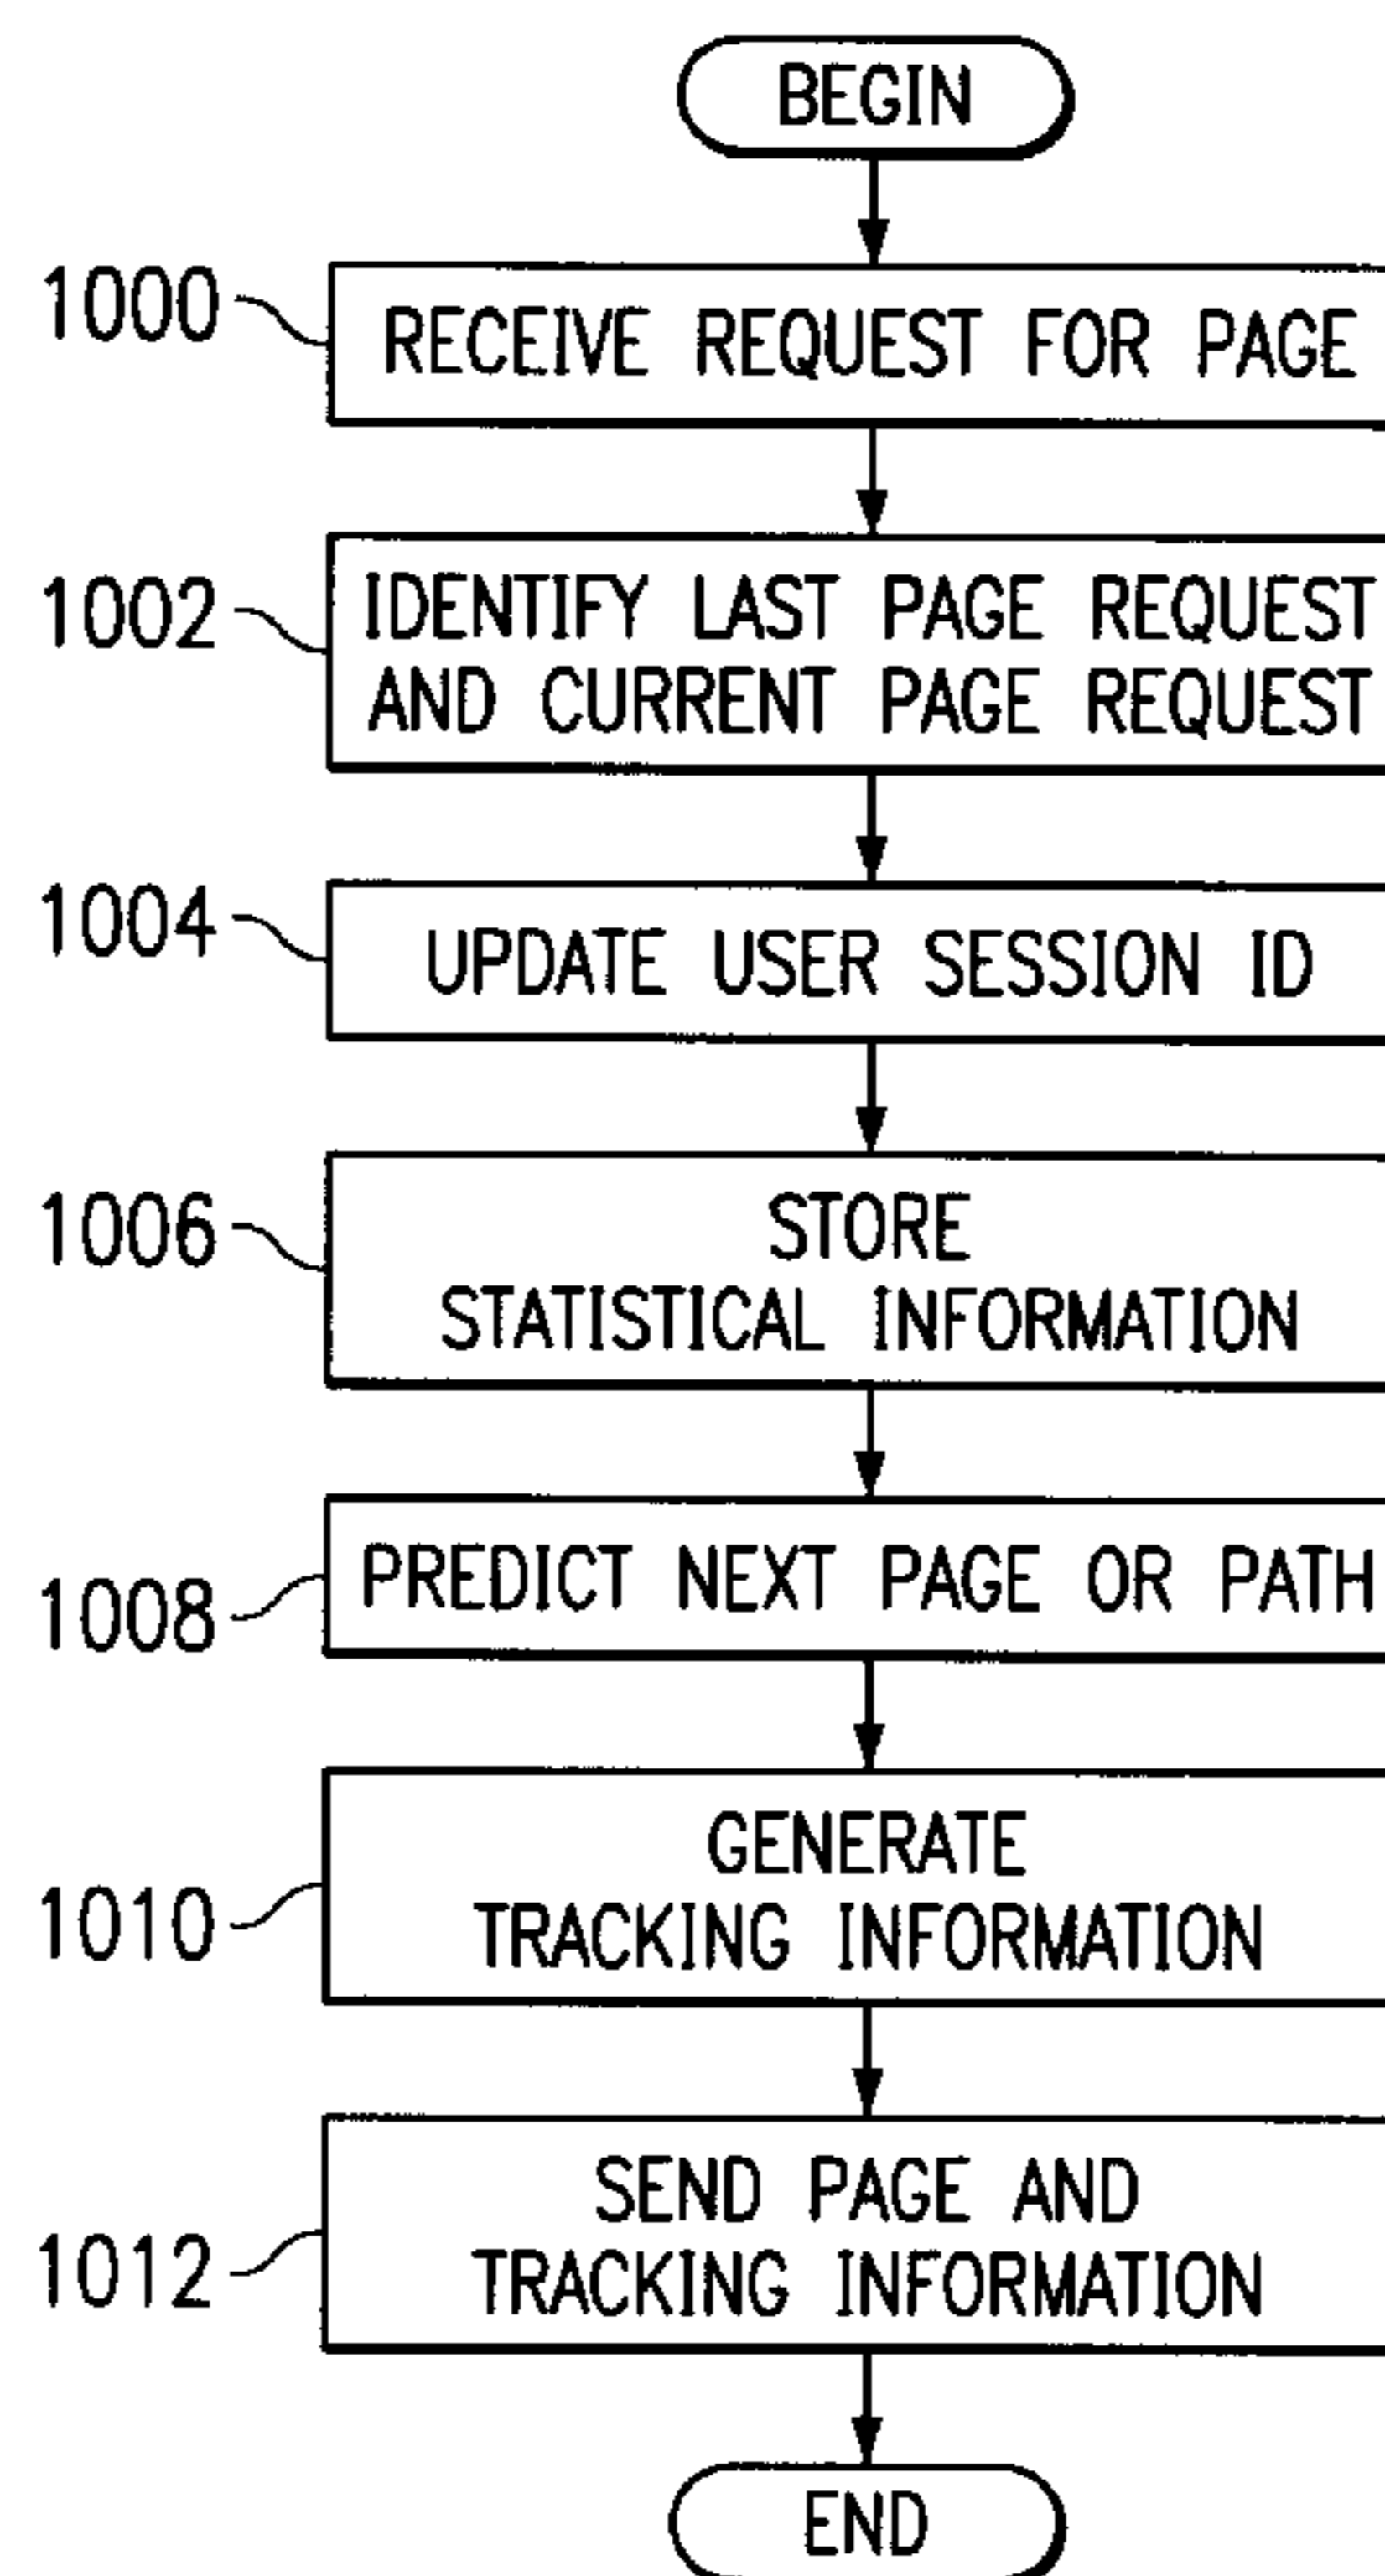 BEGIN
1000
RECEIVE REQUEST FOR PAGE
1002
IDENTIFY LAST PAGE REQUEST
AND CURRENT PAGE REQUEST
1004
UPDATE USER SESSION ID
1006
STORE
STATISTICAL INFORMATION
1008
PREDICT NEXT PAGE OR PATH
1010
GENERATE
TRACKING INFORMATION
1012
SEND PAGE AND
TRACKING INFORMATION
END